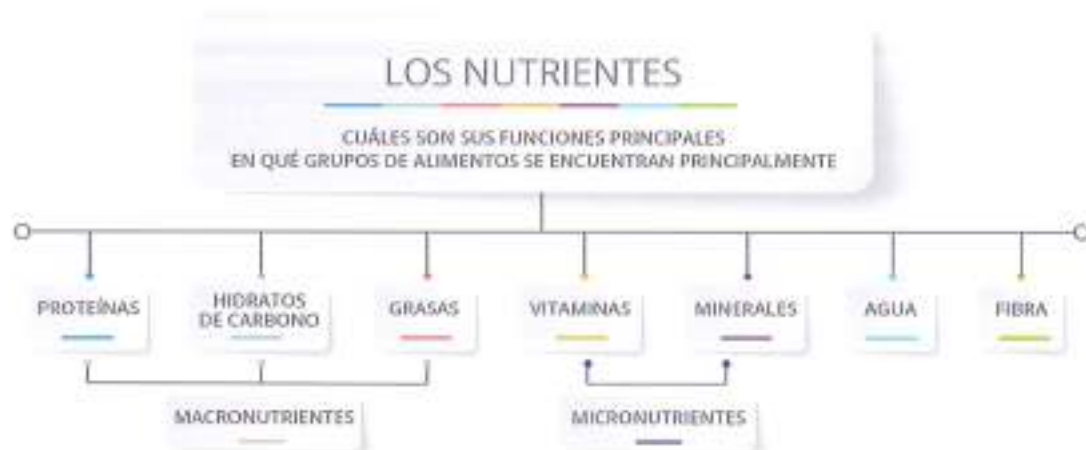 LOS NUTRIENTES
CUÁLES SON SUS FUNCIONES PRINCIPALES
EN QUÉ GRUPOS DE ALIMENTOS SE ENCUENTRAN PRINCIPALMENTE
PROTEÍNAS
HIDRATOS
DE CARBONO
GRASAS
VITAMINAS
MINERALES
AGUA
FIBRA
MACRONUTRIENTES
MICRONUTRIENTES